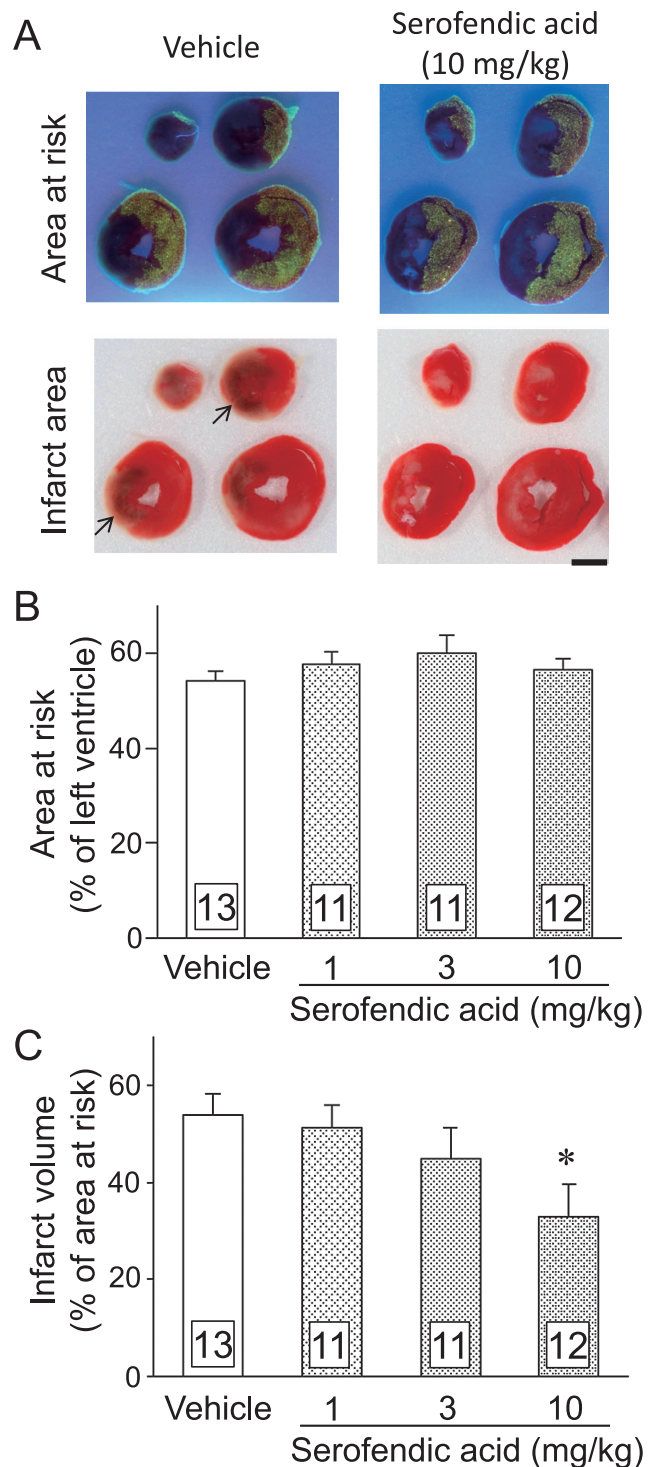 A
Vehicle
Serofendic acid
(10 mg/kg)
Area at risk
Infarct area
B
Area at risk
(% of left ventricle)
60
40
20
0
13
11
11
12
Vehicle
1
3
10
Serofendic acid (mg/kg)
C
Infarct volume
(% of area at risk)
60
40
20
0
*
13
11
11
12
Vehicle
1
3
10
Serofendic acid (mg/kg)